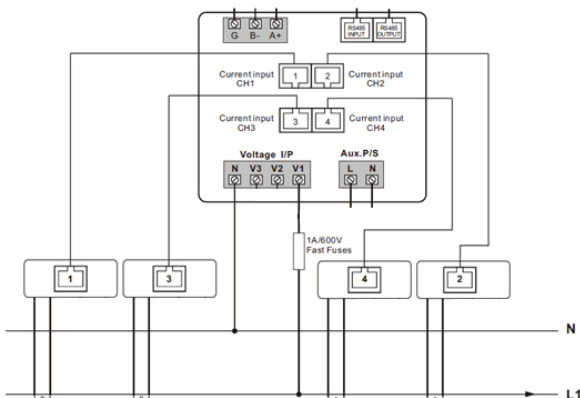 G B- A+
RS485
INPUT
RS485
OUTPUT
Current input
CH1
1
2
Current input
CH2
Current input
CH3
3
4
Current input
CH4
Voltage I/P
N V3 V2 V1
Aux.P/S
L N
1A/600V
Fast Fuses
1
3
4
2
N
L1